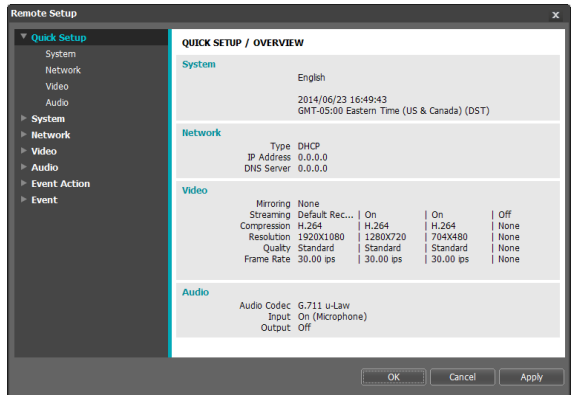 Remote Setup x
Quick Setup
System
Network
Video
Audio
System
Network
Video
Audio
Event Action
Event
QUICK SETUP / OVERVIEW
System
English
2014/06/23 16:49:43
GMT-05:00 Eastern Time (US & Canada) (DST)
Network
Type DHCP
IP Address 0.0.0.0
DNS Server 0.0.0.0
Video
Mirroring None
Streaming Default Rec... | On | On | Off
Compression H.264 | H.264 | H.264 | None
Resolution 1920X1080 | 1280X720 | 704X480 | None
Quality Standard | Standard | Standard | None
Frame Rate 30.00 ips | 30.00 ips | 30.00 ips | None
Audio
Audio Codec G.711 u-Law
Input On (Microphone)
Output Off
OK Cancel Apply